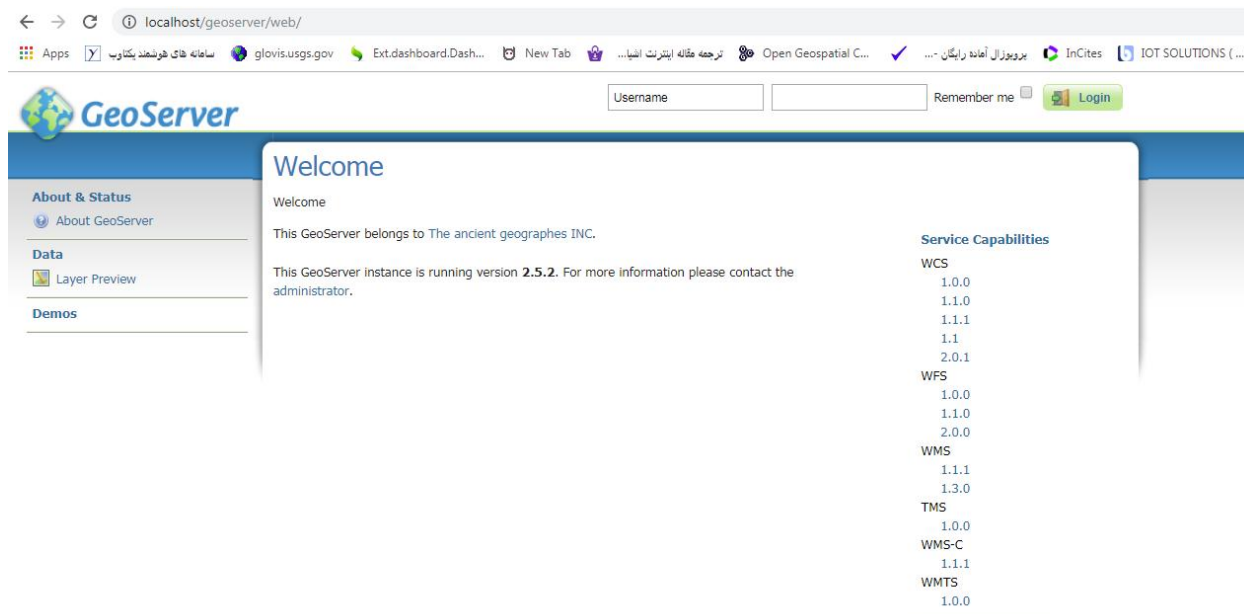 localhost/geoserver/web/
Apps سامانه های هوشمند یکتاوب glovis.usgs.gov Ext.dashboard.Dash... New Tab ترجمه مقاله اینترنت اشیا... Open Geospatial C... پروپوزال آماده رایگان -... InCites IOT SOLUTIONS ( ...
GeoServer
Username
Remember me
Login
Welcome
About & Status
About GeoServer
Data
Layer Preview
Demos
Welcome
This GeoServer belongs to The ancient geographes INC.
This GeoServer instance is running version 2.5.2. For more information please contact the
administrator.
Service Capabilities
WCS
1.0.0
1.1.0
1.1.1
1.1
2.0.1
WFS
1.0.0
1.1.0
2.0.0
WMS
1.1.1
1.3.0
TMS
1.0.0
WMS-C
1.1.1
WMTS
1.0.0